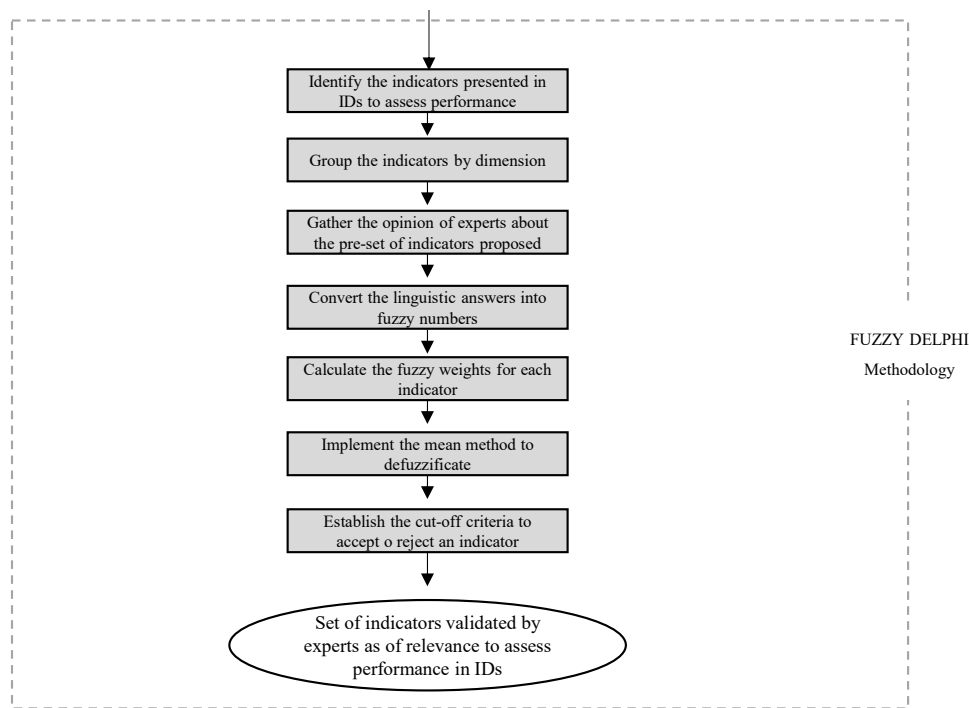 Identify the indicators presented in
IDs to assess performance
Group the indicators by dimension
Gather the opinion of experts about
the pre-set of indicators proposed
Convert the linguistic answers into
fuzzy numbers
FUZZY DELPHI
Methodology
Calculate the fuzzy weights for each
indicator
Implement the mean method to
defuzzificate
Establish the cut-off criteria to
accept o reject an indicator
Set of indicators validated by
experts as of relevance to assess
performance in IDs